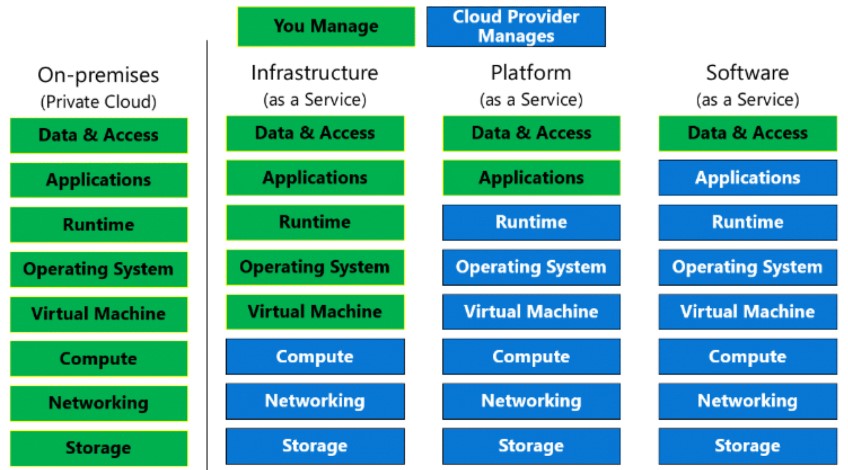 You Manage
Cloud Provider
Manages
On-premises
(Private Cloud)
Data & Access
Applications
Runtime
Operating System
Virtual Machine
Compute
Networking
Storage
Infrastructure
(as a Service)
Data & Access
Applications
Runtime
Operating System
Virtual Machine
Compute
Networking
Storage
Platform
(as a Service)
Data & Access
Applications
Runtime
Operating System
Virtual Machine
Compute
Networking
Storage
Software
(as a Service)
Data & Access
Applications
Runtime
Operating System
Virtual Machine
Compute
Networking
Storage